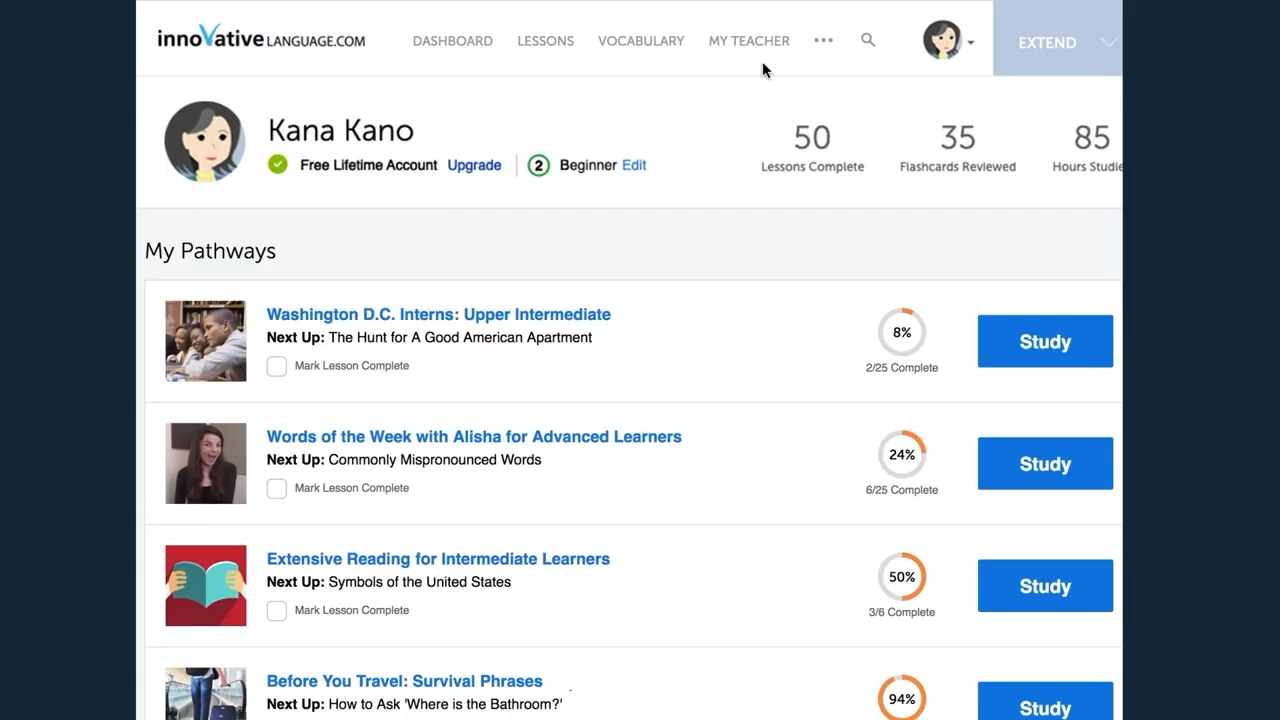 innoVative LANGUAGE.COM
DASHBOARD LESSONS VOCABULARY MY TEACHER ••• EXTEND
Kana Kano
Free Lifetime Account Upgrade 2 Beginner Edit
50 35 85
Lessons Complete Flashcards Reviewed Hours Studie
My Pathways
Washington D.C. Interns: Upper Intermediate
Next Up: The Hunt for A Good American Apartment
Mark Lesson Complete
8%
2/25 Complete
Study
Words of the Week with Alisha for Advanced Learners
Next Up: Commonly Mispronounced Words
Mark Lesson Complete
24%
6/25 Complete
Study
Extensive Reading for Intermediate Learners
Next Up: Symbols of the United States
Mark Lesson Complete
50%
3/6 Complete
Study
Before You Travel: Survival Phrases
Next Up: How to Ask 'Where is the Bathroom?'
94%
Study